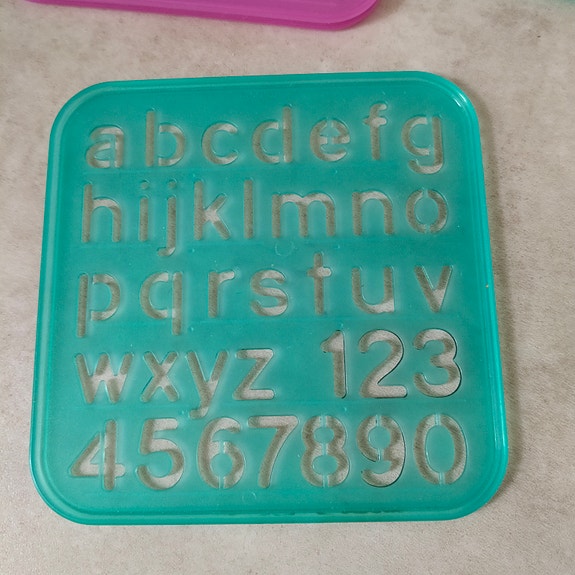 abcdefg
hijklmno
pqrstuv
wxyz 123
4567890